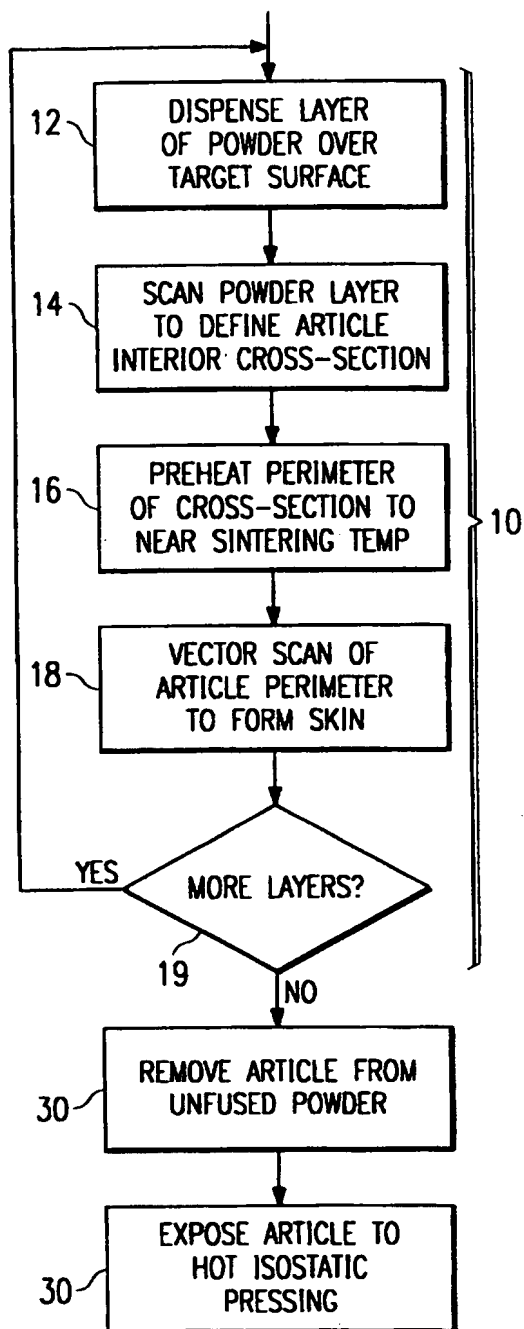 12
DISPENSE LAYER
OF POWDER OVER
TARGET SURFACE
14
SCAN POWDER LAYER
TO DEFINE ARTICLE
INTERIOR CROSS-SECTION
16
PREHEAT PERIMETER
OF CROSS-SECTION TO
NEAR SINTERING TEMP
10
18
VECTOR SCAN OF
ARTICLE PERIMETER
TO FORM SKIN
YES
MORE LAYERS?
19
NO
REMOVE ARTICLE FROM
UNFUSED POWDER
30
EXPOSE ARTICLE TO
HOT ISOSTATIC
PRESSING
30